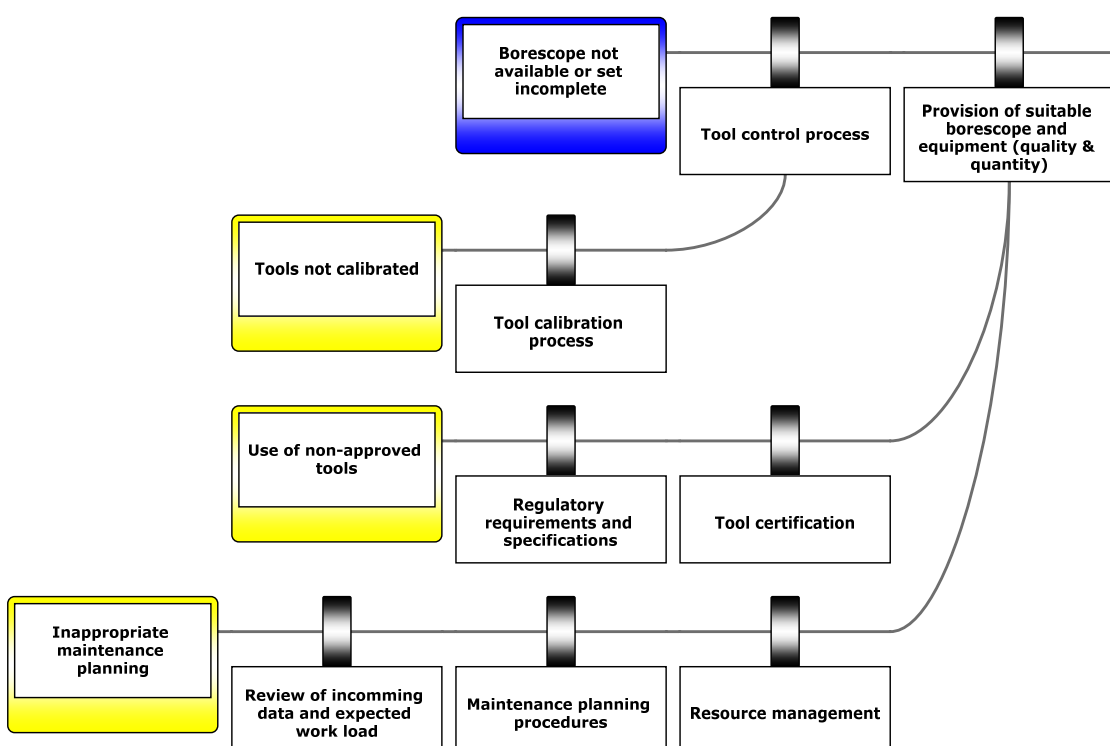 Borescope not
available or set
incomplete
Tool control process
Provision of suitable
borescope and
equipment (quality &
quantity)
Tools not calibrated
Tool calibration
process
Use of non-approved
tools
Regulatory
requirements and
specifications
Tool certification
Inappropriate
maintenance
planning
Review of incomming
data and expected
work load
Maintenance planning
procedures
Resource management